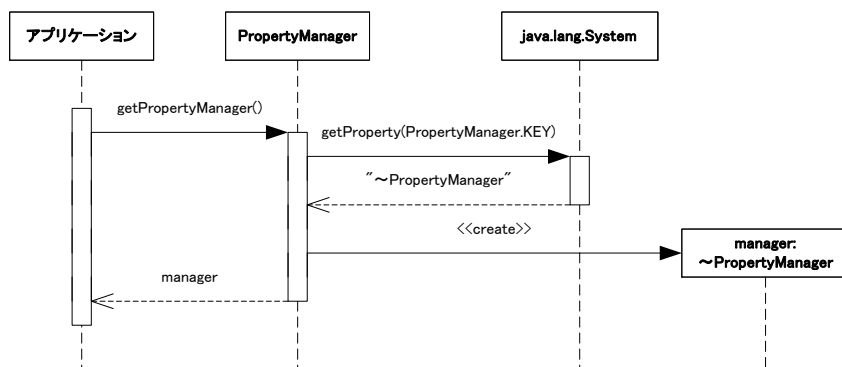 アプリケーション
PropertyManager
java.lang.System
getPropertyManager()
getProperty(PropertyManager.KEY)
"～PropertyManager"
<<create>>
manager:
～PropertyManager
manager